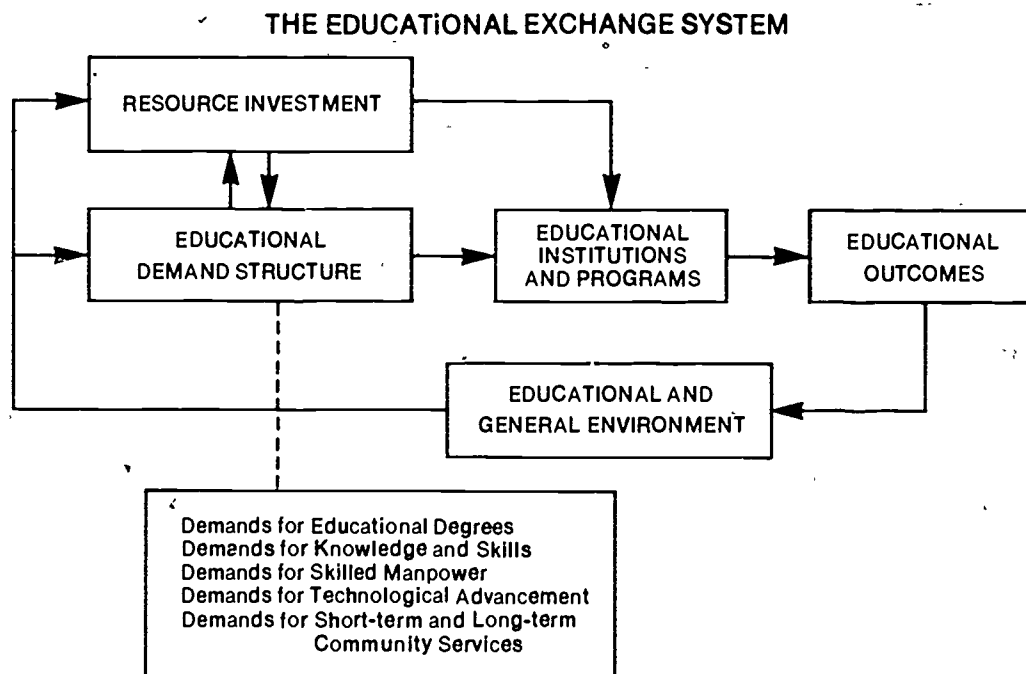 THE EDUCATIONAL EXCHANGE SYSTEM
RESOURCE INVESTMENT
EDUCATIONAL
DEMAND STRUCTURE
EDUCATIONAL
INSTITUTIONS
AND PROGRAMS
EDUCATIONAL
OUTCOMES
EDUCATIONAL AND
GENERAL ENVIRONMENT
Demands for Educational Degrees
Demands for Knowledge and Skills
Demands for Skilled Manpower
Demands for Technological Advancement
Demands for Short-term and Long-term
Community Services